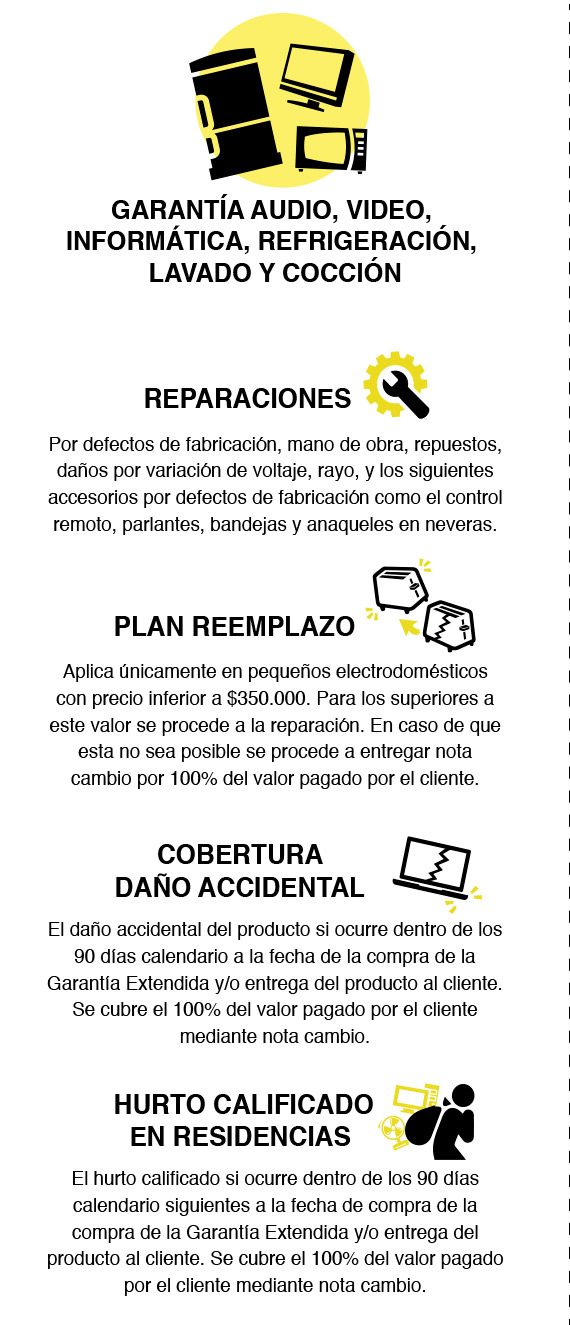 GARANTÍA AUDIO, VIDEO,
INFORMÁTICA, REFRIGERACIÓN,
LAVADO Y COCCIÓN
REPARACIONES
Por defectos de fabricación, mano de obra, repuestos,
daños por variación de voltaje, rayo, y los siguientes
accesorios por defectos de fabricación como el control
remoto, parlantes, bandejas y anaqueles en neveras.
PLAN REEMPLAZO
Aplica únicamente en pequeños electrodomésticos
con precio inferior a $350.000. Para los superiores a
este valor se procede a la reparación. En caso de que
esta no sea posible se procede a entregar nota
cambio por 100% del valor pagado por el cliente.
COBERTURA
DAÑO ACCIDENTAL
El daño accidental del producto si ocurre dentro de los
90 días calendario a la fecha de la compra de la
Garantía Extendida y/o entrega del producto al cliente.
Se cubre el 100% del valor pagado por el cliente
mediante nota cambio.
HURTO CALIFICADO
EN RESIDENCIAS
El hurto calificado si ocurre dentro de los 90 días
calendario siguientes a la fecha de compra de la
compra de la Garantía Extendida y/o entrega del
producto al cliente. Se cubre el 100% del valor pagado
por el cliente mediante nota cambio.